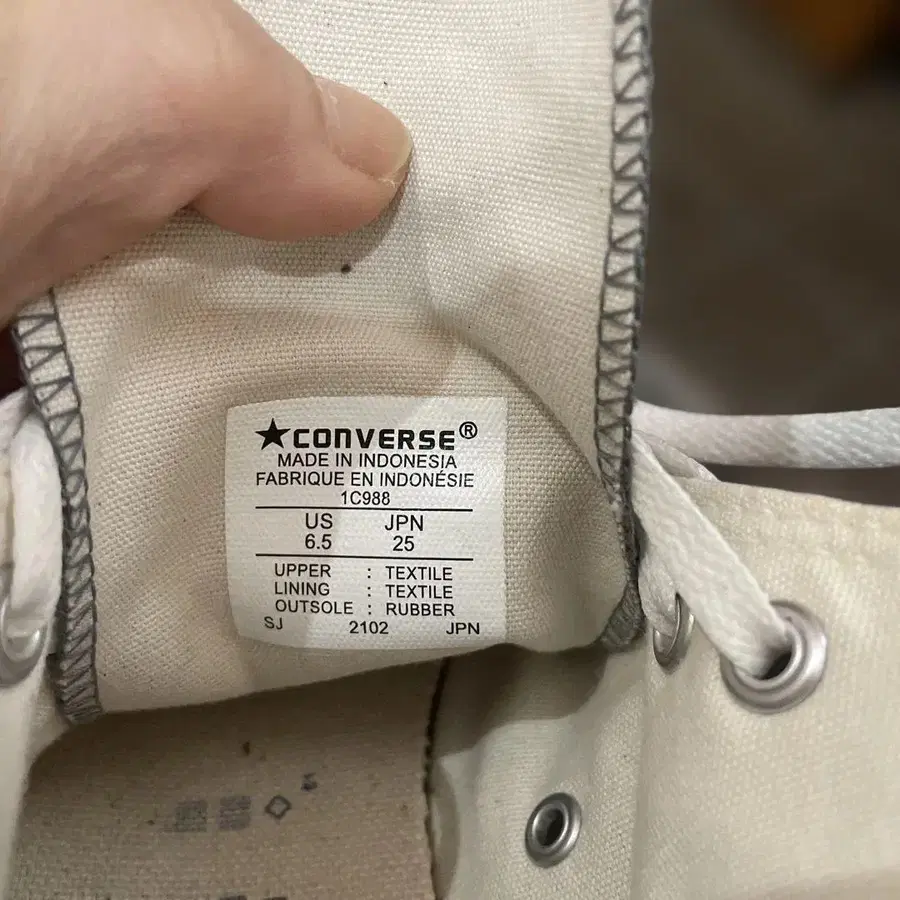 ★CONVERSE®
MADE IN INDONESIA
FABRIQUE EN INDONÉSIE
1C988
US JPN
6.5 25
UPPER : TEXTILE
LINING : TEXTILE
OUTSOLE : RUBBER
SJ 2102 JPN